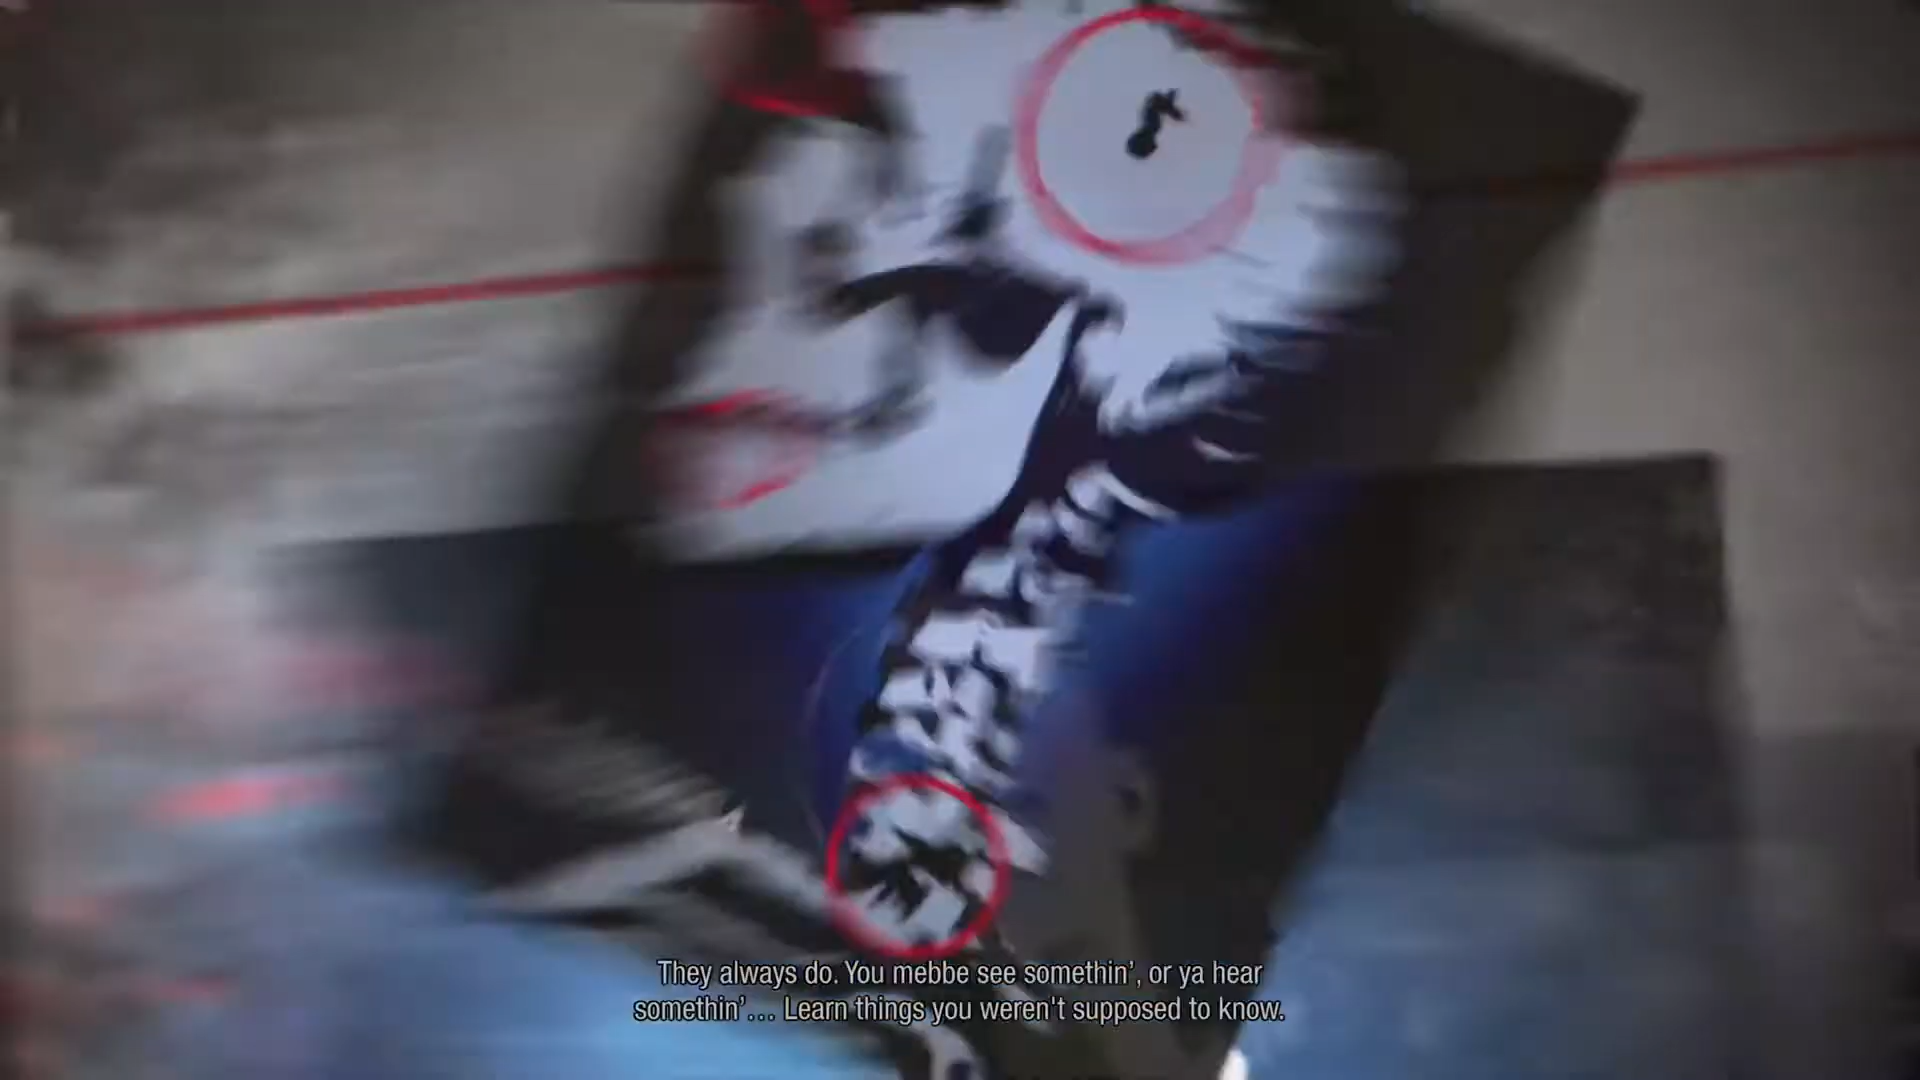 They always do. You mebbe see somethin’, or ya hear
somethin’… Learn things you weren't supposed to know.